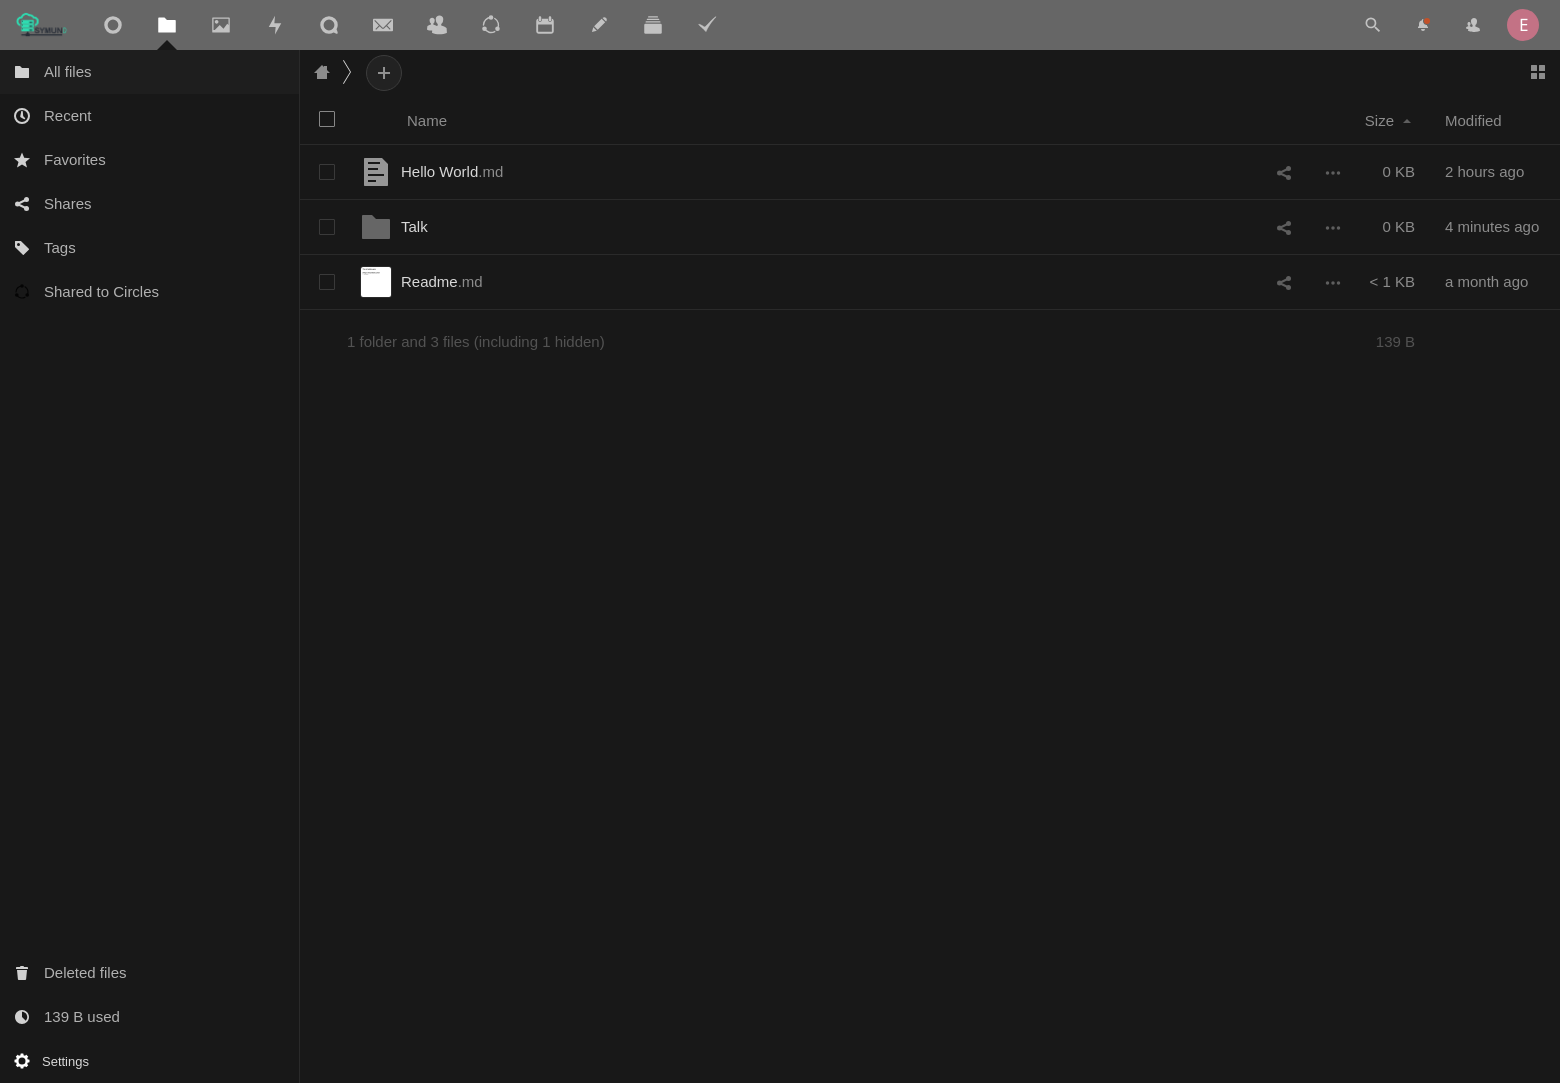 E
All files
Recent
Favorites
Shares
Tags
Shared to Circles
Name Size Modified
Hello World.md 0 KB 2 hours ago
Talk 0 KB 4 minutes ago
Readme.md < 1 KB a month ago
1 folder and 3 files (including 1 hidden) 139 B
Deleted files
139 B used
Settings